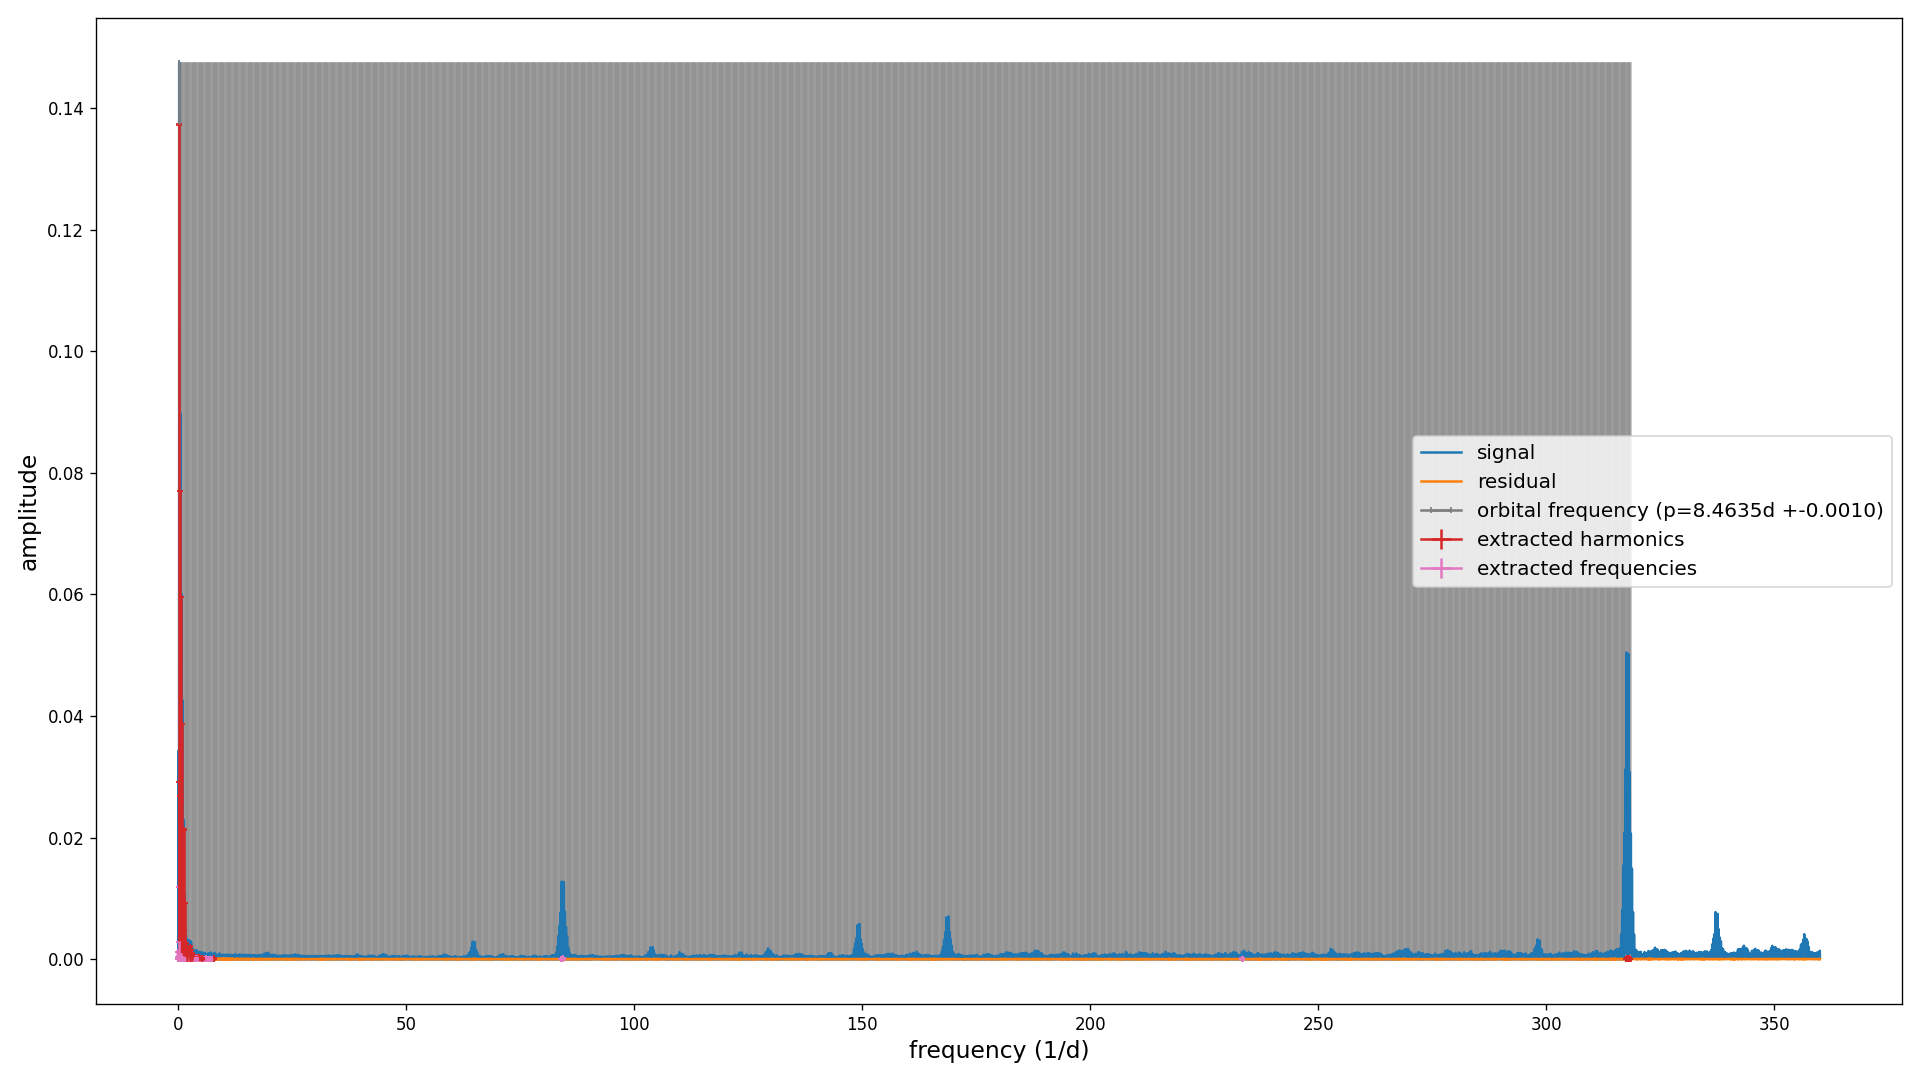 0.14
0.12
0.10
0.08
0.06
0.04
0.02
0.00
amplitude
signal
residual
orbital frequency (p=8.4635d +-0.0010)
extracted harmonics
extracted frequencies
0 50 100 150 200 250 300 350
frequency (1/d)